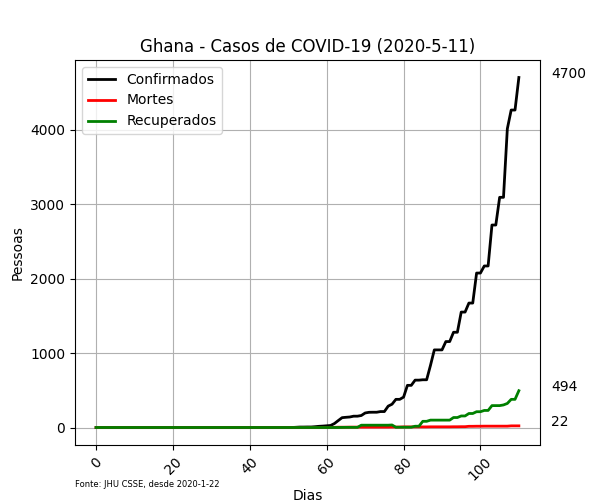 Ghana - Casos de COVID-19 (2020-5-11)
Confirmados
Mortes
Recuperados
4700
494
22
Pessoas
4000
3000
2000
1000
0
0
20
40
60
80
100
Fonte: JHU CSSE, desde 2020-1-22
Dias